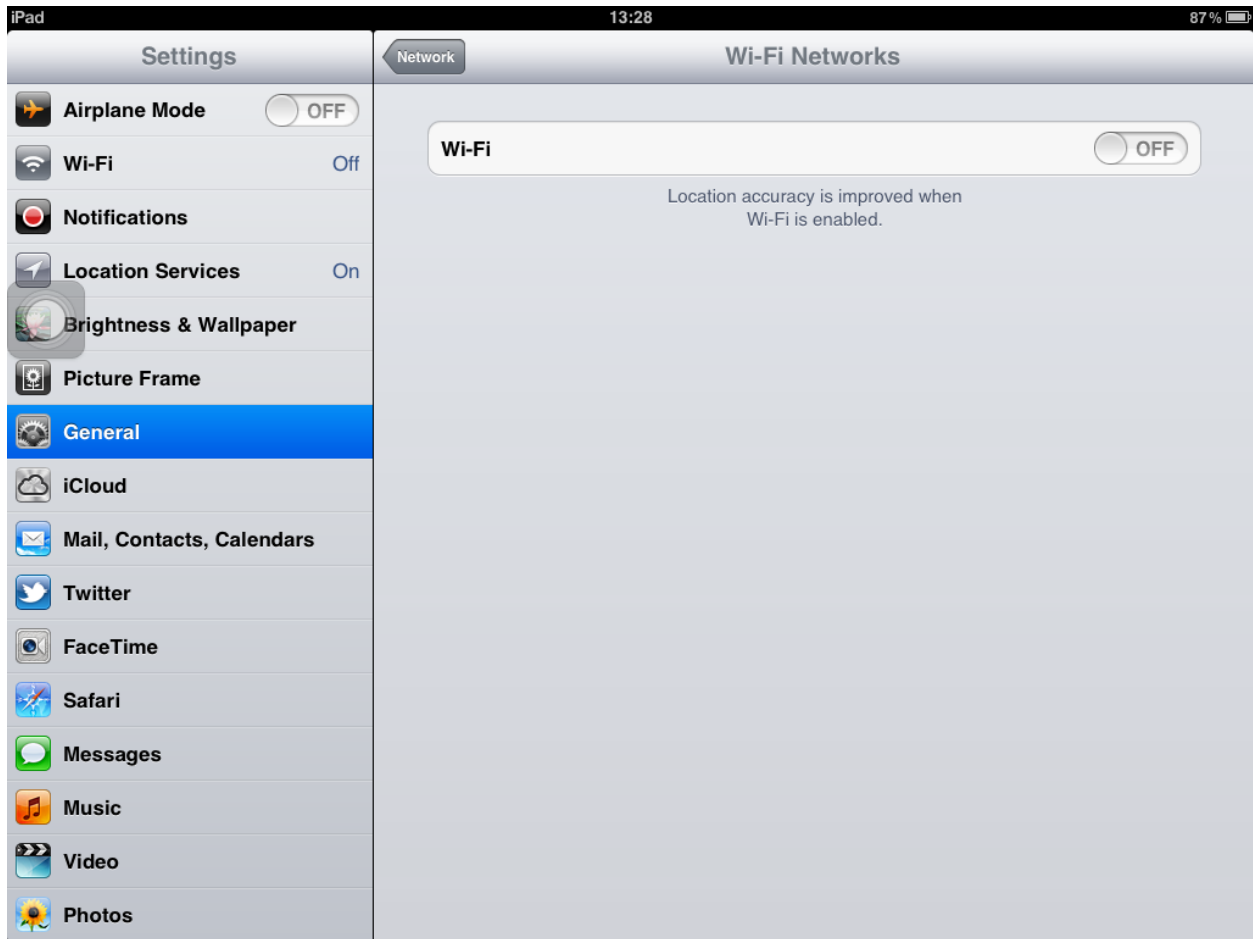 iPad 13:28 87%
Settings
Network Wi-Fi Networks
Airplane Mode OFF
Wi-Fi Off
Notifications
Location Services On
Brightness & Wallpaper
Picture Frame
General
iCloud
Mail, Contacts, Calendars
Twitter
FaceTime
Safari
Messages
Music
Video
Photos
Wi-Fi OFF
Location accuracy is improved when
Wi-Fi is enabled.